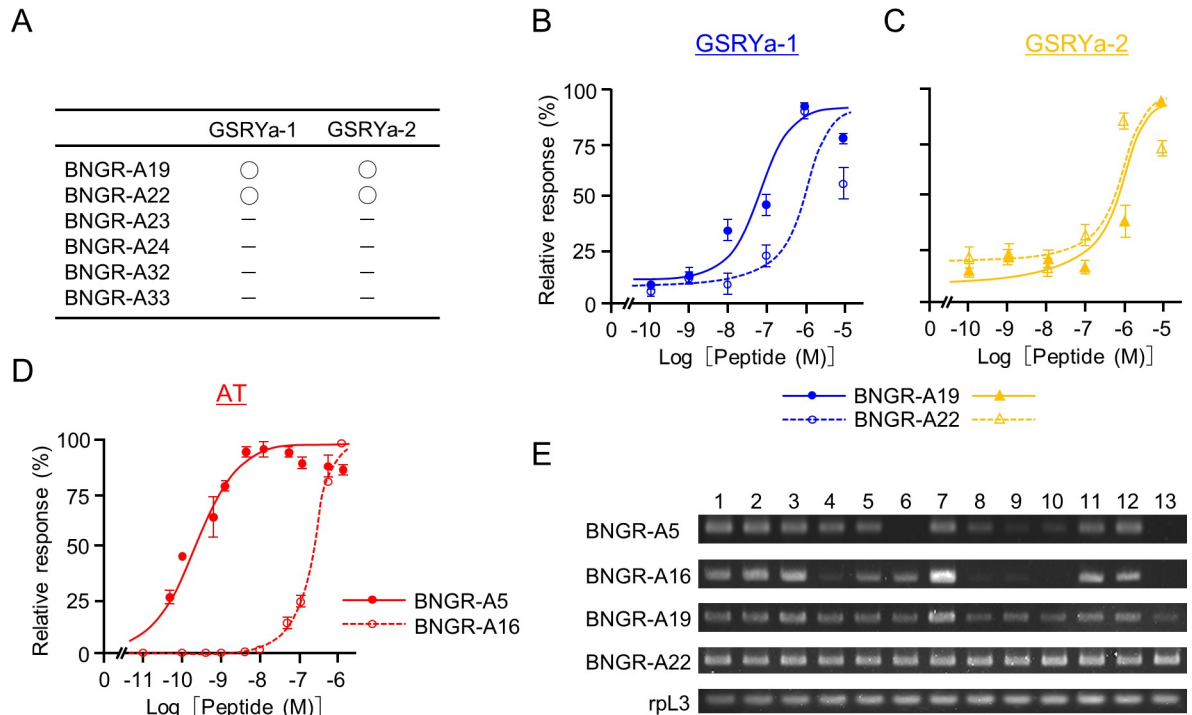 A
GSRYa-1 GSRYa-2
BNGR-A19 ○ ○
BNGR-A22 ○ ○
BNGR-A23 – –
BNGR-A24 – –
BNGR-A32 – –
BNGR-A33 – –
B
GSRYa-1
Relative response (%)
100
75
50
25
0
0 -10 -9 -8 -7 -6 -5
Log [Peptide (M)]
C
GSRYa-2
0 -10 -9 -8 -7 -6 -5
Log [Peptide (M)]
BNGR-A19
BNGR-A22
D
AT
Relative response (%)
100
75
50
25
0
0 -11 -10 -9 -8 -7 -6
Log [Peptide (M)]
BNGR-A5
BNGR-A16
E
1 2 3 4 5 6 7 8 9 10 11 12 13
BNGR-A5
BNGR-A16
BNGR-A19
BNGR-A22
rpL3